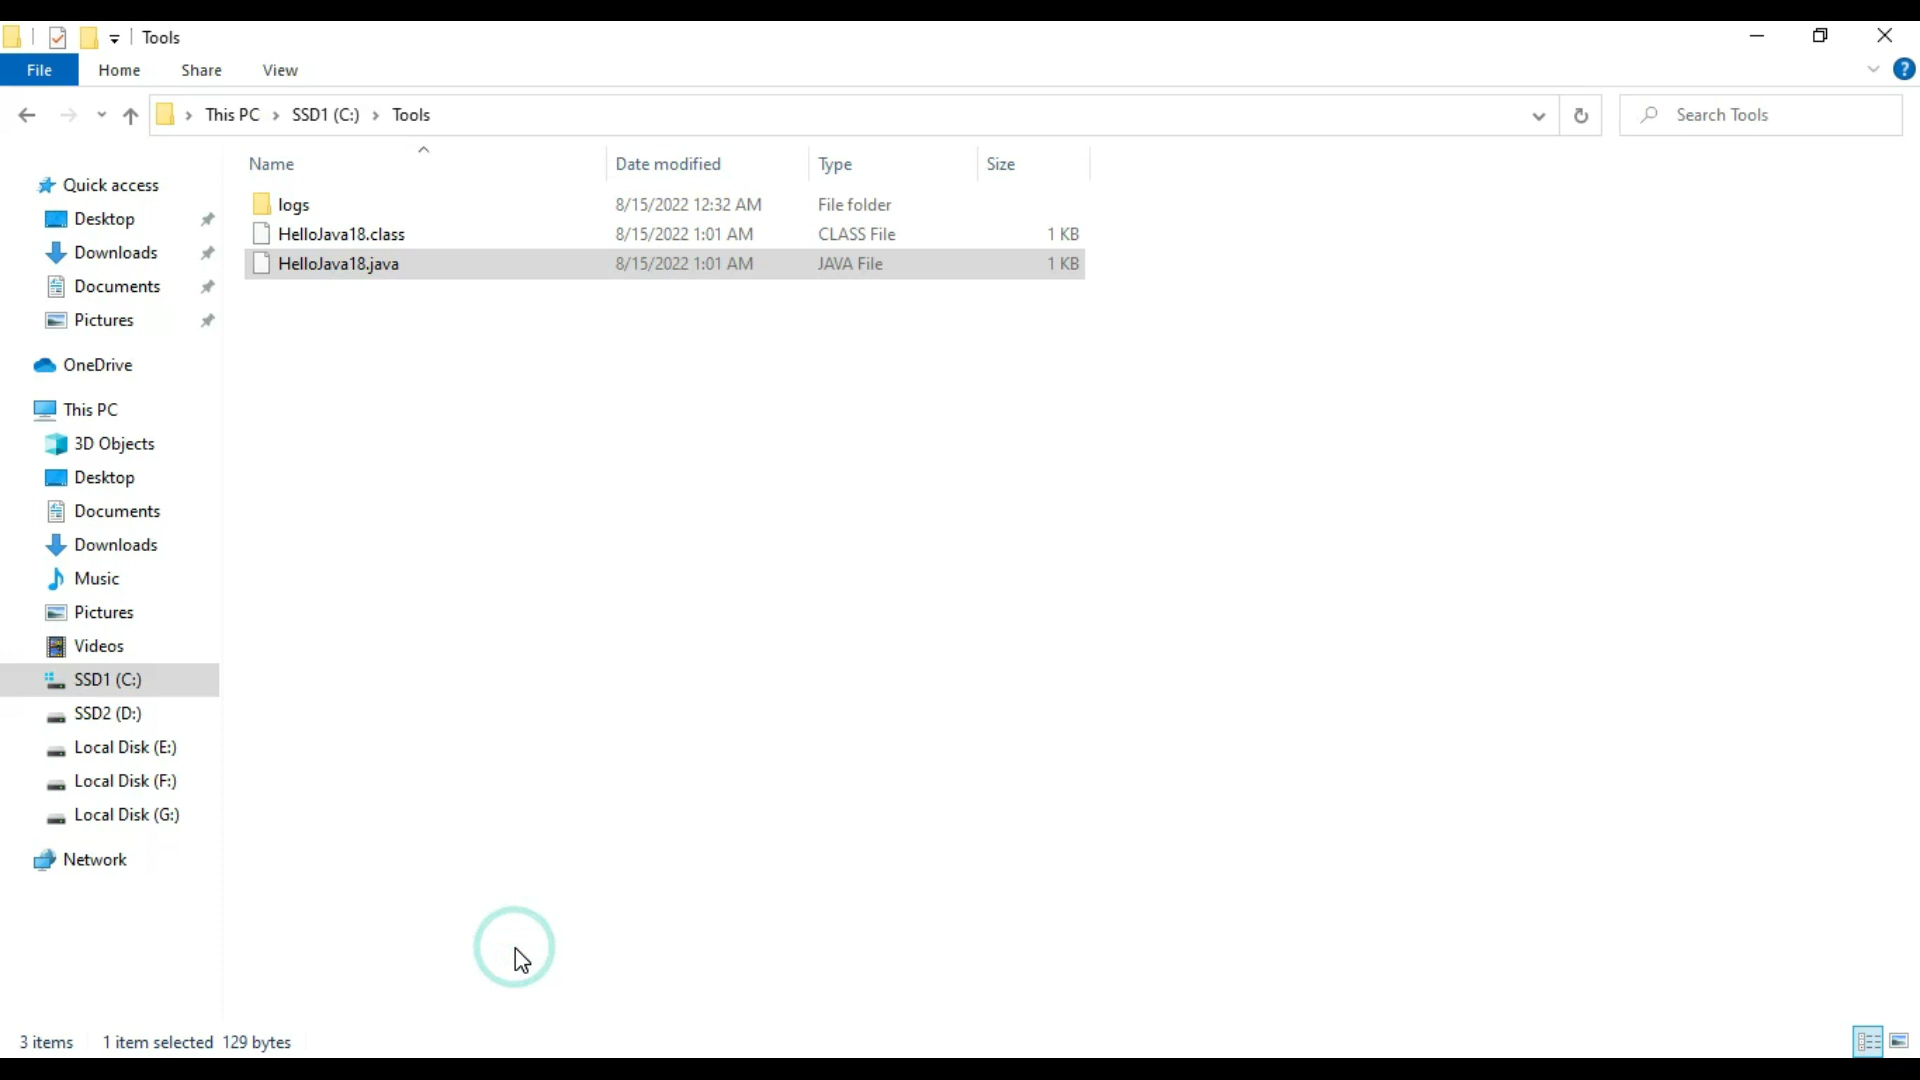 Tools
File Home Share View
This PC SSD1 (C:) Tools Search Tools
Name Date modified Type Size
logs 8/15/2022 12:32 AM File folder
HelloJava18.class 8/15/2022 1:01 AM CLASS File 1 KB
HelloJava18.java 8/15/2022 1:01 AM JAVA File 1 KB
Quick access
Desktop
Downloads
Documents
Pictures
OneDrive
This PC
3D Objects
Desktop
Documents
Downloads
Music
Pictures
Videos
SSD1 (C:)
SSD2 (D:)
Local Disk (E:)
Local Disk (F:)
Local Disk (G:)
Network
3 items 1 item selected 129 bytes